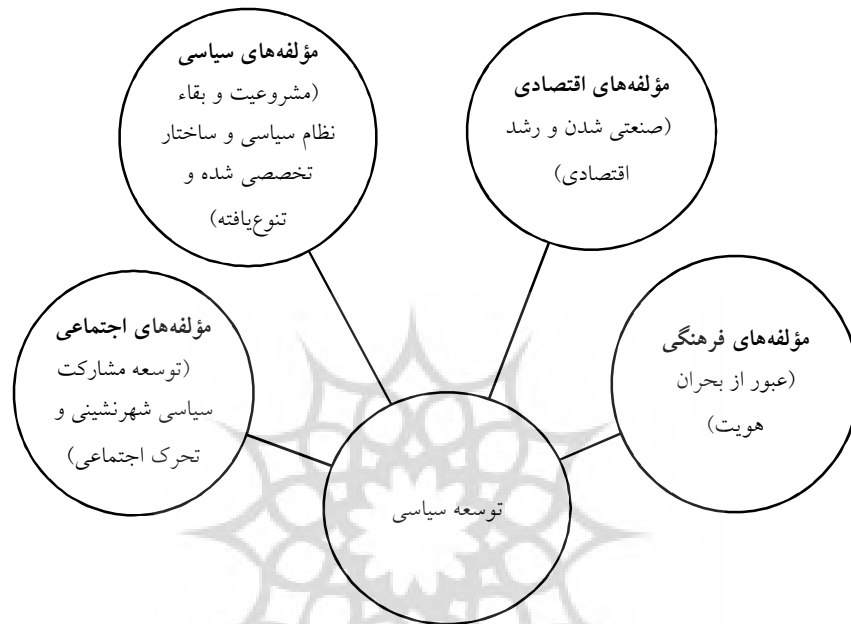 مؤلفه‌های سیاسی
(مشروعیت و بقاء
نظام سیاسی و ساختار
تخصصی شده و
تنوع‌یافته)
مؤلفه‌های اقتصادی
(صنعتی شدن و رشد
اقتصادی)
مؤلفه‌های اجتماعی
(توسعه مشارکت
سیاسی شهرنشینی و
تحرک اجتماعی)
مؤلفه‌های فرهنگی
(عبور از بحران
هویت)
توسعه سیاسی